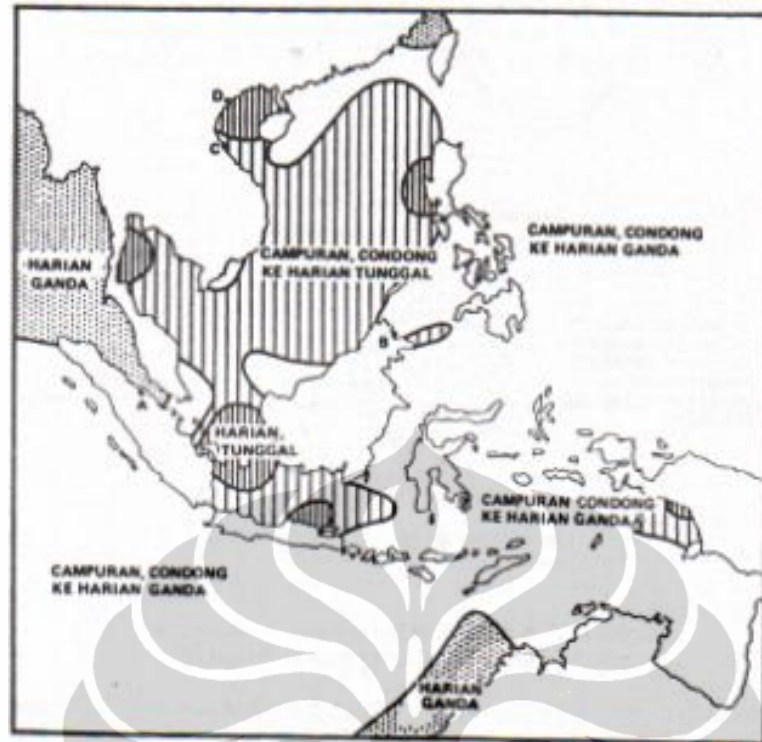 D
C
HARIAN
GANDA
CAMPURAN, CONDONG
KE HARIAN TUNGGAL
CAMPURAN, CONDONG
KE HARIAN GANDA
B
A
HARIAN,
TUNGGAL
CAMPURAN CONDONG
KE HARIAN GANDA
CAMPURAN, CONDONG
KE HARIAN GANDA
HARIAN
GANDA